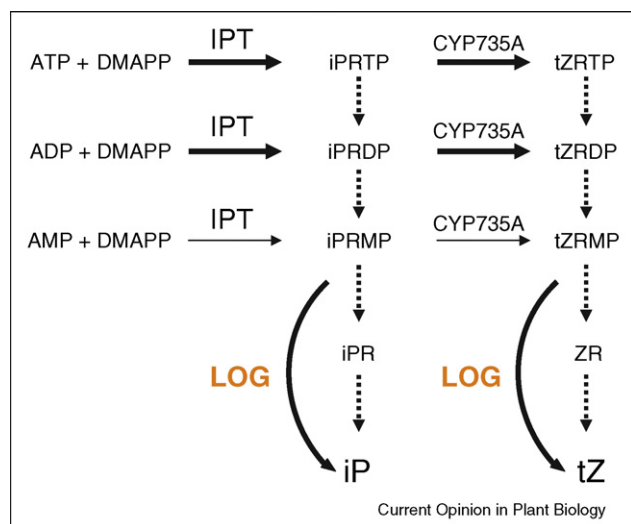 IPT CYP735A
ATP + DMAPP iPRTP tZRTP
IPT CYP735A
ADP + DMAPP iPRDP tZRDP
IPT CYP735A
AMP + DMAPP iPRMP tZRMP
iPR ZR
LOG LOG
iP tZ
Current Opinion in Plant Biology